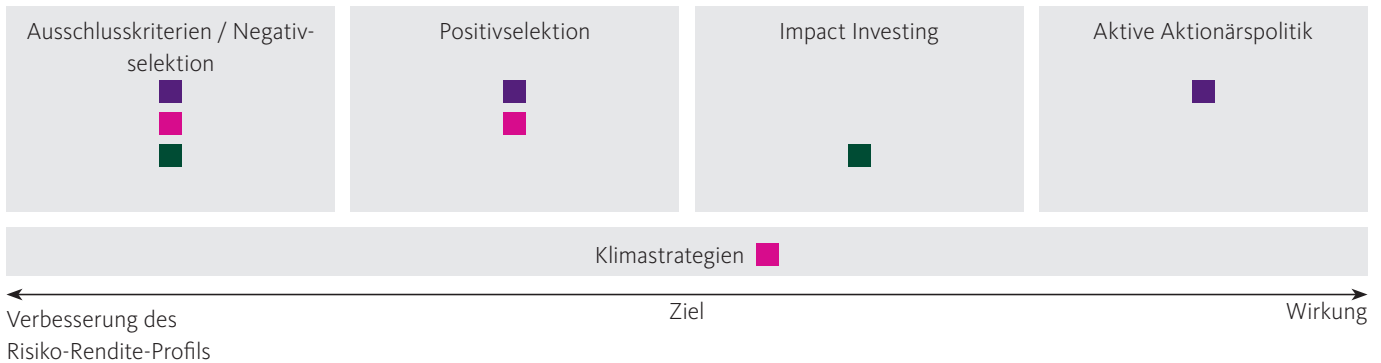 Ausschlusskriterien / Negativ-
selektion
Positivselektion
Impact Investing
Aktive Aktionärspolitik
Klimastrategien
Verbesserung des
Risiko-Rendite-Profils
Ziel
Wirkung